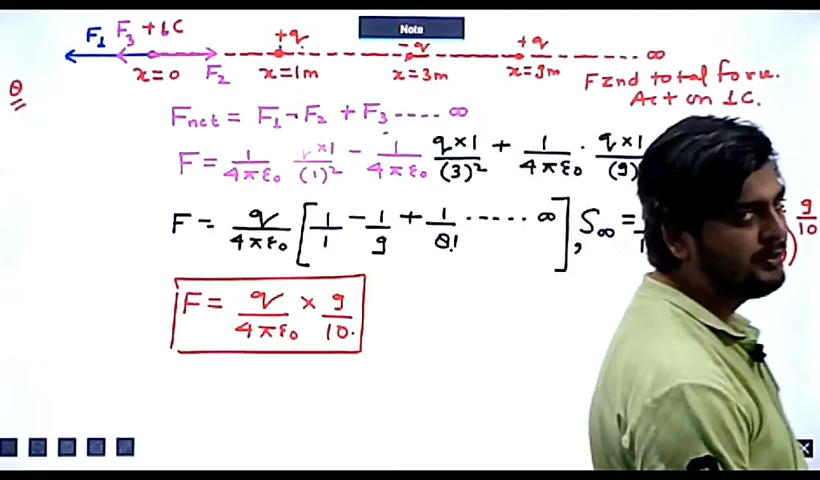 Note
Q
F₁ F₃ +1C F₂ +q -q +q ∞
x=0 x=1m x=3m x=9m
Find total force.
Act on 1C.
Fnet = F₁ - F₂ + F₃ ..... ∞
F = 1/4πε₀ q×1/(1)² - 1/4πε₀ q×1/(3)² + 1/4πε₀ · q×1/(9)
F = q/4πε₀ [1/1 - 1/9 + 1/81 ...... ∞], S∞ = 9/10
F = q/4πε₀ × 9/10.